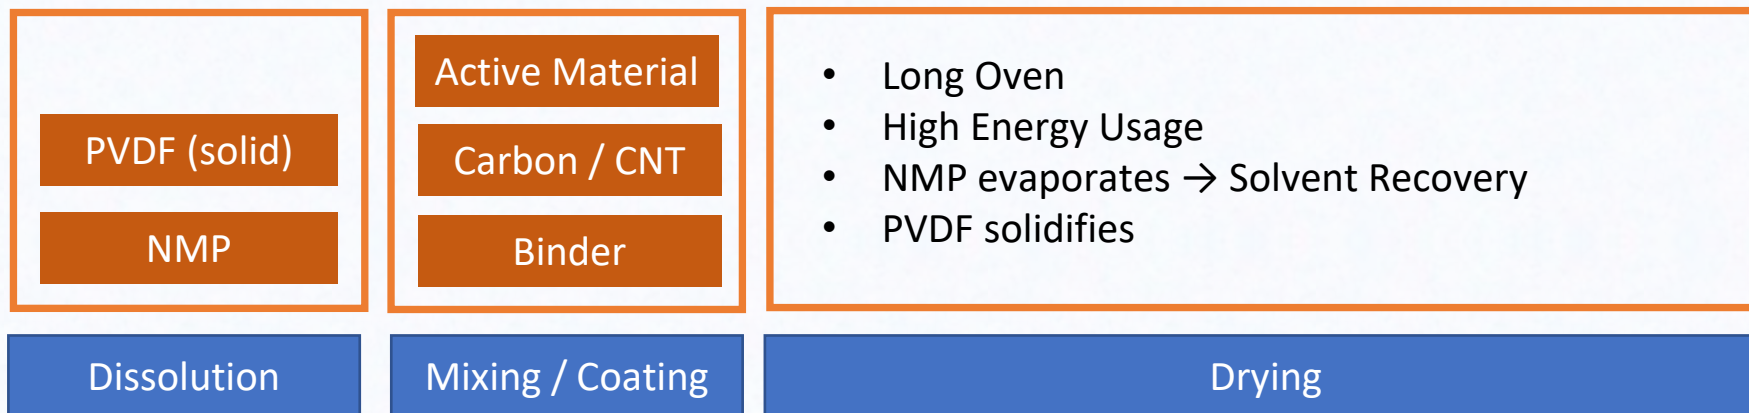 PVDF (solid)
NMP
Dissolution
Active Material
Carbon / CNT
Binder
Mixing / Coating
• Long Oven
• High Energy Usage
• NMP evaporates → Solvent Recovery
• PVDF solidifies
Drying